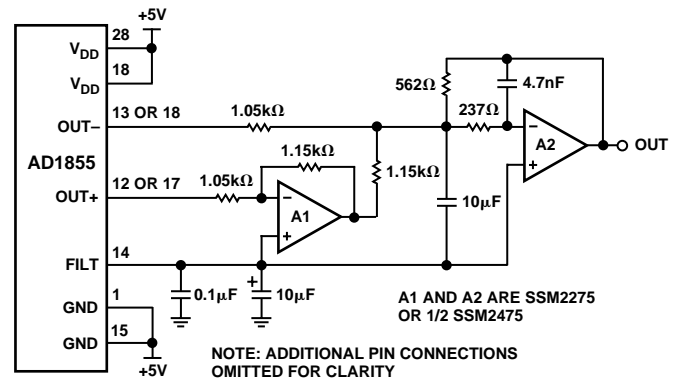 +5V
28
V_DD
18
V_DD
13 OR 18
1.05kΩ
562Ω
4.7nF
237Ω
OUT–
–
A2
+
OUT
AD1855
1.15kΩ
12 OR 17
1.05kΩ
1.15kΩ
OUT+
–
A1
+
10μF
14
FILT
+
0.1μF
10μF
1
GND
15
GND
+5V
A1 AND A2 ARE SSM2275
OR 1/2 SSM2475
NOTE: ADDITIONAL PIN CONNECTIONS
OMITTED FOR CLARITY